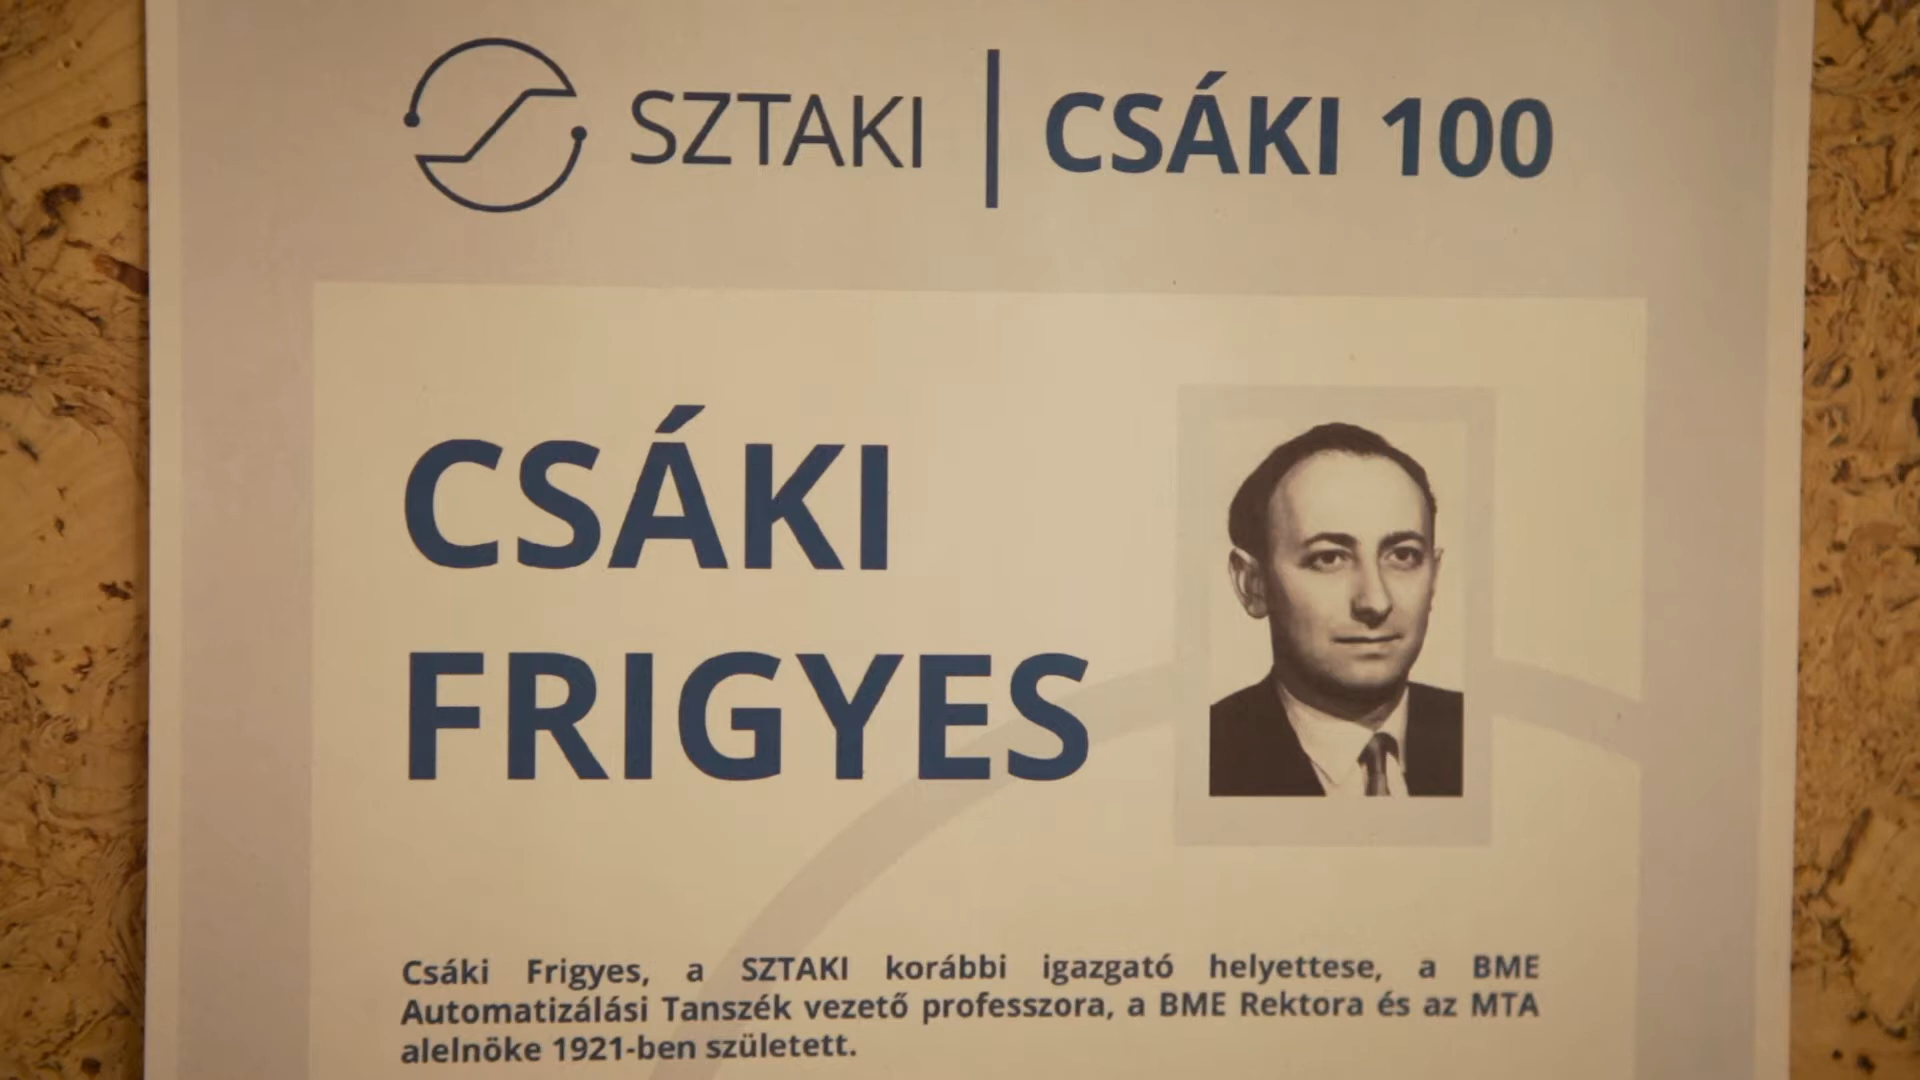 SZTAKI | CSÁKI 100
CSÁKI
FRIGYES
Csáki Frigyes, a SZTAKI korábbi igazgató helyettese, a BME
Automatizálási Tanszék vezető professzora, a BME Rektora és az MTA
alelnöke 1921-ben született.